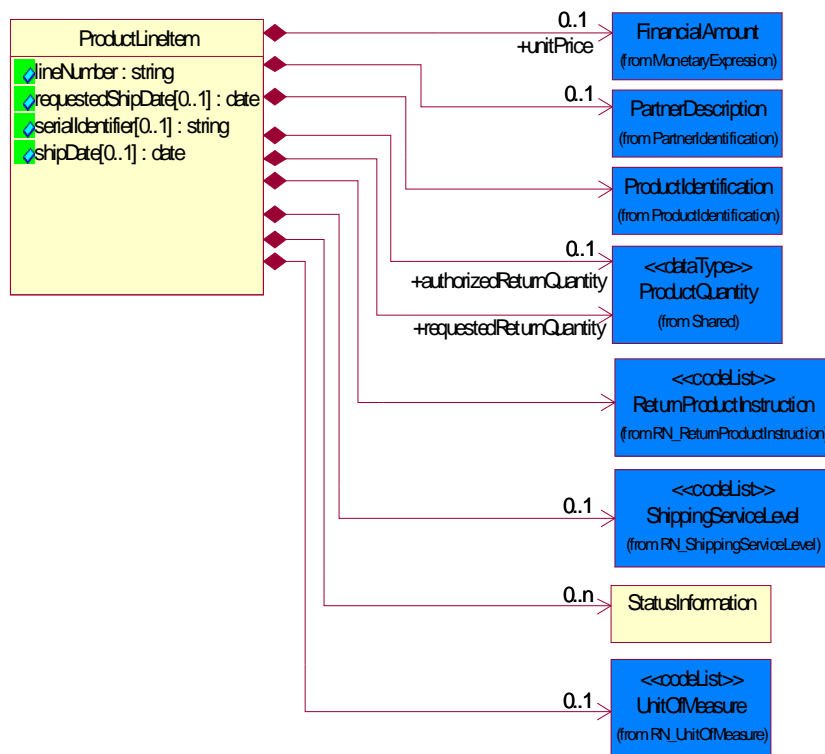 ProductLineItem
lineNumber : string
requestedShipDate[0..1] : date
serialIdentifier[0..1] : string
shipDate[0..1] : date
0..1
+unitPrice
FinancialAmount
(from MonetaryExpression)
0..1
PartnerDescription
(from PartnerIdentification)
ProductIdentification
(from ProductIdentification)
0..1
+authorizedReturnQuantity
<<dataType>>
ProductQuantity
(from Shared)
+requestedReturnQuantity
<<codeList>>
ReturnProductInstruction
(from RN_ReturnProductInstruction
0..1
<<codeList>>
ShippingServiceLevel
(from RN_ShippingServiceLevel)
0..n
StatusInformation
0..1
<<codeList>>
UnitOfMeasure
(from RN_UnitOfMeasure)